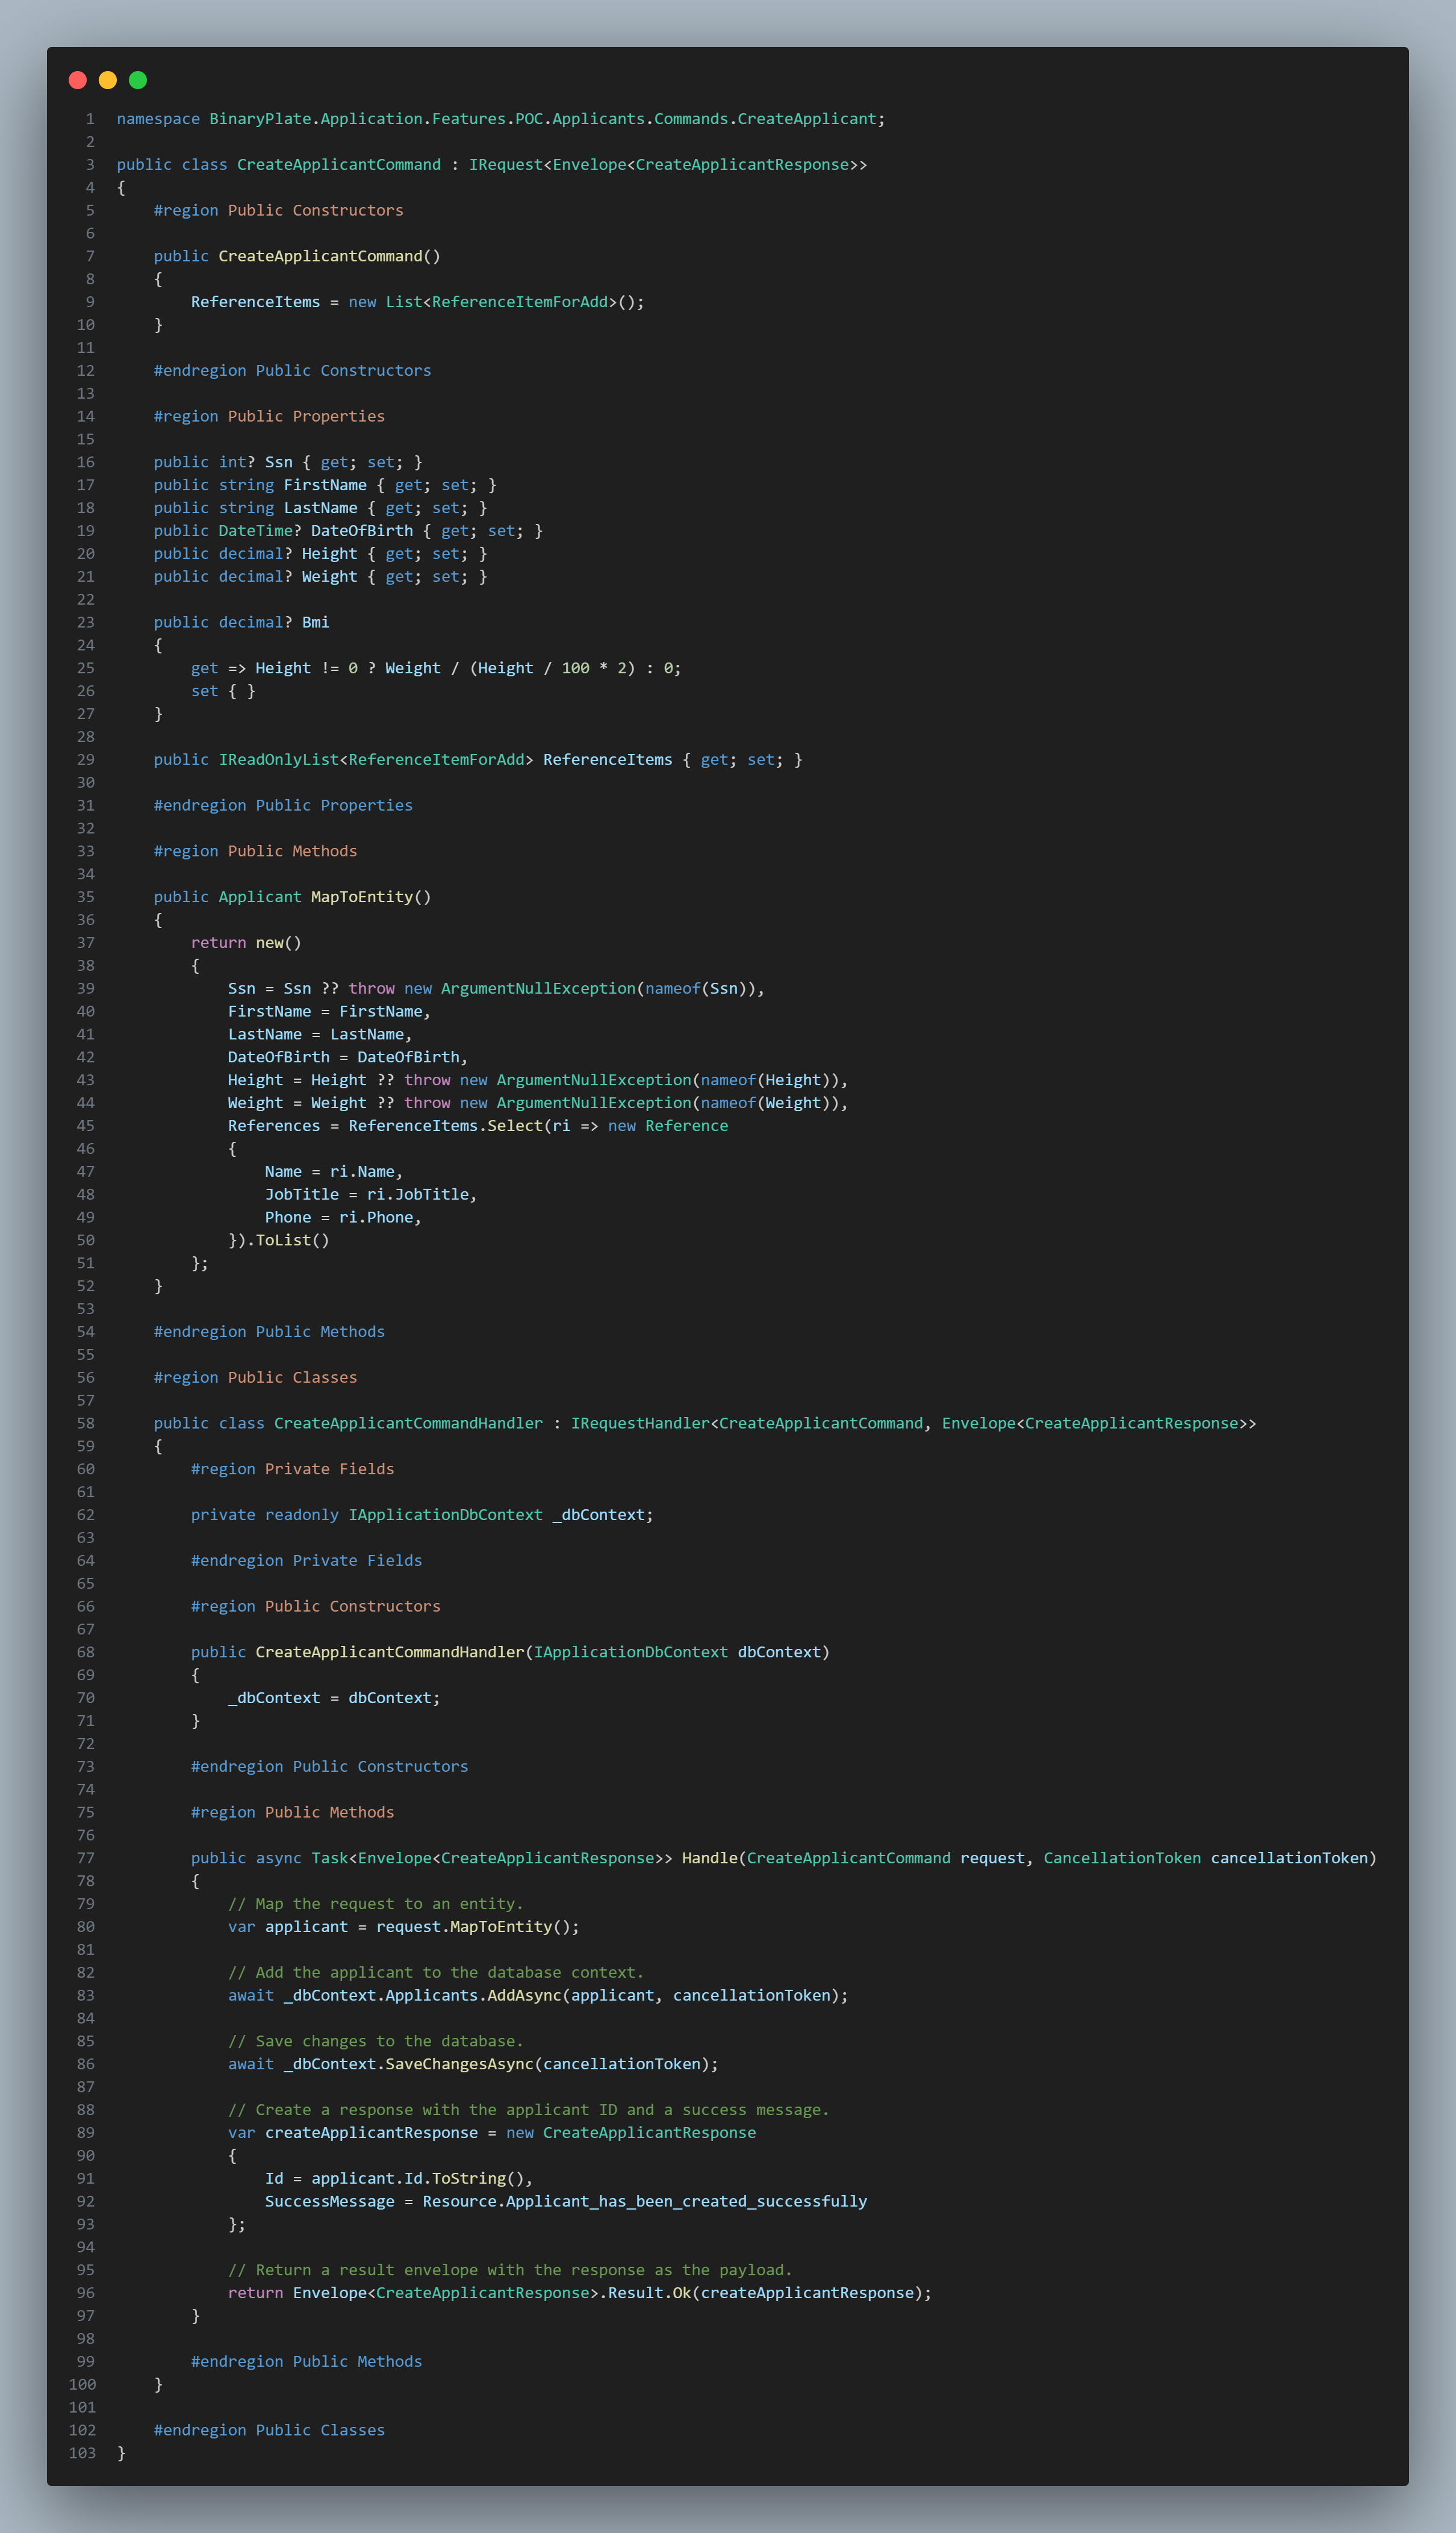 1 namespace BinaryPlate.Application.Features.POC.Applicants.Commands.CreateApplicant;
2
3 public class CreateApplicantCommand : IRequest<Envelope<CreateApplicantResponse>>
4 {
5     #region Public Constructors
6
7     public CreateApplicantCommand()
8     {
9         ReferenceItems = new List<ReferenceItemForAdd>();
10     }
11
12     #endregion Public Constructors
13
14     #region Public Properties
15
16     public int? Ssn { get; set; }
17     public string FirstName { get; set; }
18     public string LastName { get; set; }
19     public DateTime? DateOfBirth { get; set; }
20     public decimal? Height { get; set; }
21     public decimal? Weight { get; set; }
22
23     public decimal? Bmi
24     {
25         get => Height != 0 ? Weight / (Height / 100 * 2) : 0;
26         set { }
27     }
28
29     public IReadOnlyList<ReferenceItemForAdd> ReferenceItems { get; set; }
30
31     #endregion Public Properties
32
33     #region Public Methods
34
35     public Applicant MapToEntity()
36     {
37         return new()
38         {
39             Ssn = Ssn ?? throw new ArgumentNullException(nameof(Ssn)),
40             FirstName = FirstName,
41             LastName = LastName,
42             DateOfBirth = DateOfBirth,
43             Height = Height ?? throw new ArgumentNullException(nameof(Height)),
44             Weight = Weight ?? throw new ArgumentNullException(nameof(Weight)),
45             References = ReferenceItems.Select(ri => new Reference
46             {
47                 Name = ri.Name,
48                 JobTitle = ri.JobTitle,
49                 Phone = ri.Phone,
50             }).ToList()
51         };
52     }
53
54     #endregion Public Methods
55
56     #region Public Classes
57
58     public class CreateApplicantCommandHandler : IRequestHandler<CreateApplicantCommand, Envelope<CreateApplicantResponse>>
59     {
60         #region Private Fields
61
62         private readonly IApplicationDbContext _dbContext;
63
64         #endregion Private Fields
65
66         #region Public Constructors
67
68         public CreateApplicantCommandHandler(IApplicationDbContext dbContext)
69         {
70             _dbContext = dbContext;
71         }
72
73         #endregion Public Constructors
74
75         #region Public Methods
76
77         public async Task<Envelope<CreateApplicantResponse>> Handle(CreateApplicantCommand request, CancellationToken cancellationToken)
78         {
79             // Map the request to an entity.
80             var applicant = request.MapToEntity();
81
82             // Add the applicant to the database context.
83             await _dbContext.Applicants.AddAsync(applicant, cancellationToken);
84
85             // Save changes to the database.
86             await _dbContext.SaveChangesAsync(cancellationToken);
87
88             // Create a response with the applicant ID and a success message.
89             var createApplicantResponse = new CreateApplicantResponse
90             {
91                 Id = applicant.Id.ToString(),
92                 SuccessMessage = Resource.Applicant_has_been_created_successfully
93             };
94
95             // Return a result envelope with the response as the payload.
96             return Envelope<CreateApplicantResponse>.Result.Ok(createApplicantResponse);
97         }
98
99         #endregion Public Methods
100     }
101
102     #endregion Public Classes
103 }